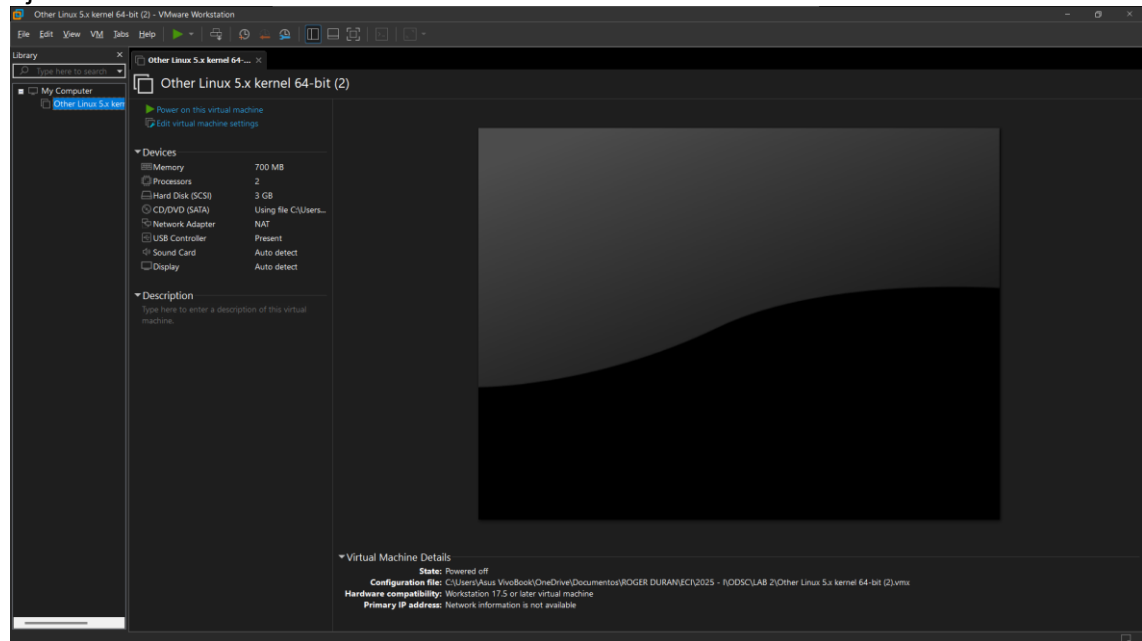 Other Linux 5.x kernel 64-bit (2) - VMware Workstation
File Edit View VM Tabs Help
Library
Type here to search
My Computer
Other Linux 5.x kern
Other Linux 5.x kernel 64-...
Other Linux 5.x kernel 64-bit (2)
Power on this virtual machine
Edit virtual machine settings
Devices
Memory 700 MB
Processors 2
Hard Disk (SCSI) 3 GB
CD/DVD (SATA) Using file C:\Users...
Network Adapter NAT
USB Controller Present
Sound Card Auto detect
Display Auto detect
Description
Type here to enter a description of this virtual
machine.
Virtual Machine Details
State: Powered off
Configuration file: C:\Users\Asus VivoBook\OneDrive\Documentos\ROGER DURAN\ECI\2025 - I\ODSC\LAB 2\Other Linux 5.x kernel 64-bit (2).vmx
Hardware compatibility: Workstation 17.5 or later virtual machine
Primary IP address: Network information is not available